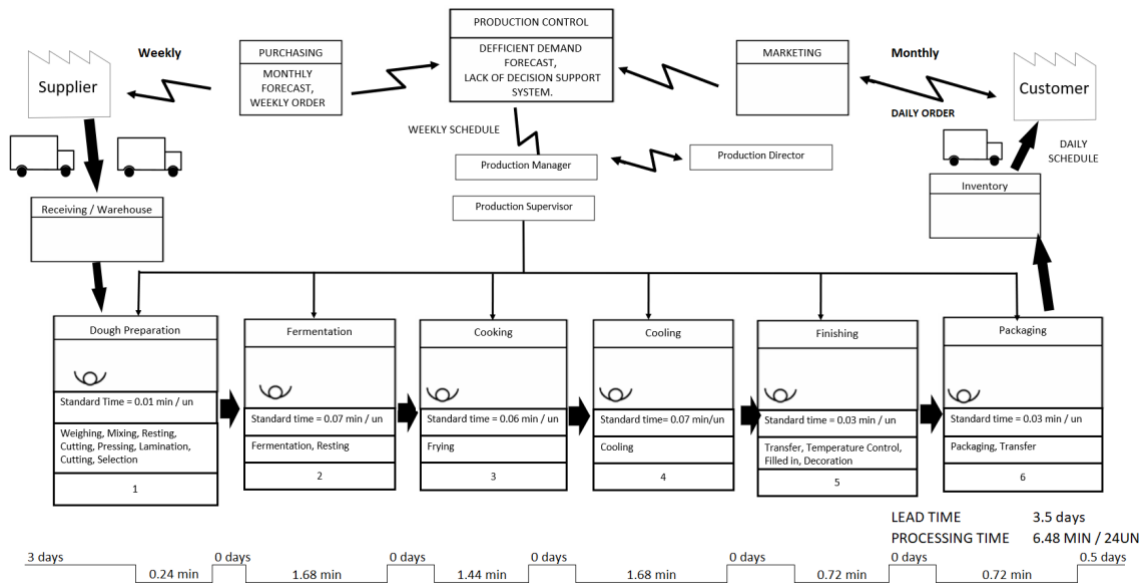 PRODUCTION CONTROL
DEFFICIENT DEMAND
FORECAST,
LACK OF DECISION SUPPORT
SYSTEM.
Weekly
PURCHASING
MONTHLY
FORECAST,
WEEKLY ORDER
MARKETING
Monthly
Supplier
Customer
DAILY ORDER
WEEKLY SCHEDULE
DAILY
SCHEDULE
Production Manager
Production Director
Inventory
Receiving / Warehouse
Production Supervisor
Dough Preparation
Standard Time = 0.01 min / un
Weighing, Mixing, Resting,
Cutting, Pressing, Lamination,
Cutting, Selection
1
Fermentation
Standard time = 0.07 min / un
Fermentation, Resting
2
Cooking
Standard time = 0.06 min / un
Frying
3
Cooling
Standard time= 0.07 min/un
Cooling
4
Finishing
Standard time = 0.03 min / un
Transfer, Temperature Control,
Filled in, Decoration
5
Packaging
Standard time = 0.03 min / un
Packaging, Transfer
6
LEAD TIME 3.5 days
PROCESSING TIME 6.48 MIN / 24UN
3 days 0 days 0 days 0 days 0 days 0 days 0.5 days
0.24 min 1.68 min 1.44 min 1.68 min 0.72 min 0.72 min